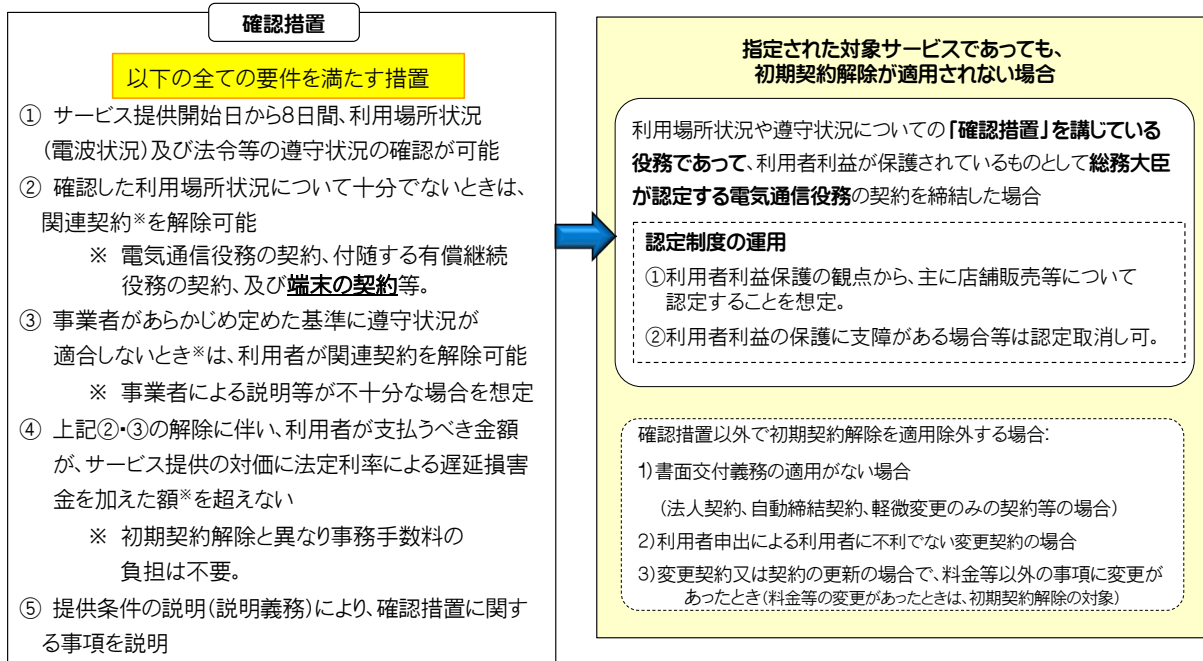 確認措置
以下の全ての要件を満たす措置
① サービス提供開始日から8日間、利用場所状況
(電波状況)及び法令等の遵守状況の確認が可能
② 確認した利用場所状況について十分でないときは、
関連契約※を解除可能
※ 電気通信役務の契約、付随する有償継続
役務の契約、及び端末の契約等。
③ 事業者があらかじめ定めた基準に遵守状況が
適合しないとき※は、利用者が関連契約を解除可能
※ 事業者による説明等が不十分な場合を想定
④ 上記②・③の解除に伴い、利用者が支払うべき金額
が、サービス提供の対価に法定利率による遅延損害
金を加えた額※を超えない
※ 初期契約解除と異なり事務手数料の
負担は不要。
⑤ 提供条件の説明(説明義務)により、確認措置に関す
る事項を説明
指定された対象サービスであっても、
初期契約解除が適用されない場合
利用場所状況や遵守状況についての「確認措置」を講じている
役務であって、利用者利益が保護されているものとして総務大臣
が認定する電気通信役務の契約を締結した場合
認定制度の運用
①利用者利益保護の観点から、主に店舗販売等について
認定することを想定。
②利用者利益の保護に支障がある場合等は認定取消し可。
確認措置以外で初期契約解除を適用除外する場合:
1)書面交付義務の適用がない場合
(法人契約、自動締結契約、軽微変更のみの契約等の場合)
2)利用者申出による利用者に不利でない変更契約の場合
3)変更契約又は契約の更新の場合で、料金等以外の事項に変更が
あったとき(料金等の変更があったときは、初期契約解除の対象)